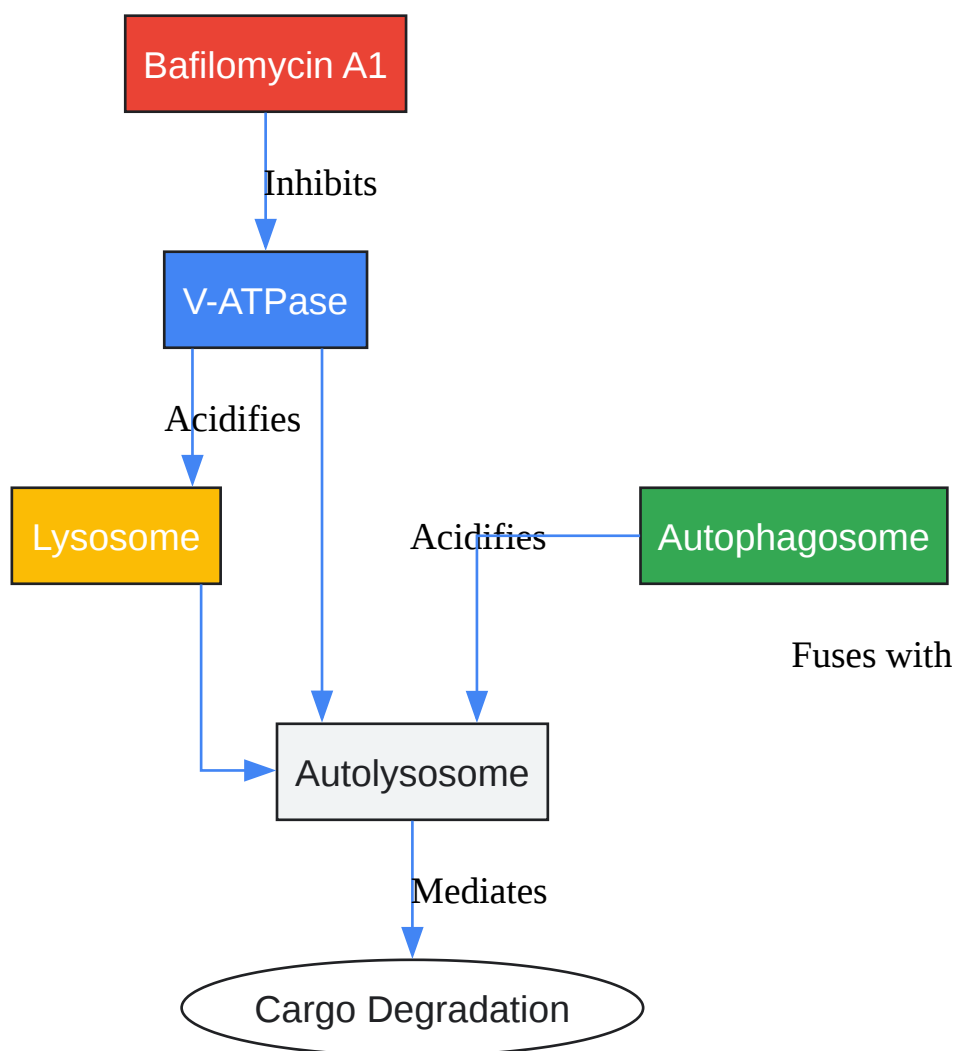 Bafilomycin A1
Inhibits
V-ATPase
Acidifies
Lysosome
Acidifies
Autophagosome
Fuses with
Autolysosome
Mediates
Cargo Degradation